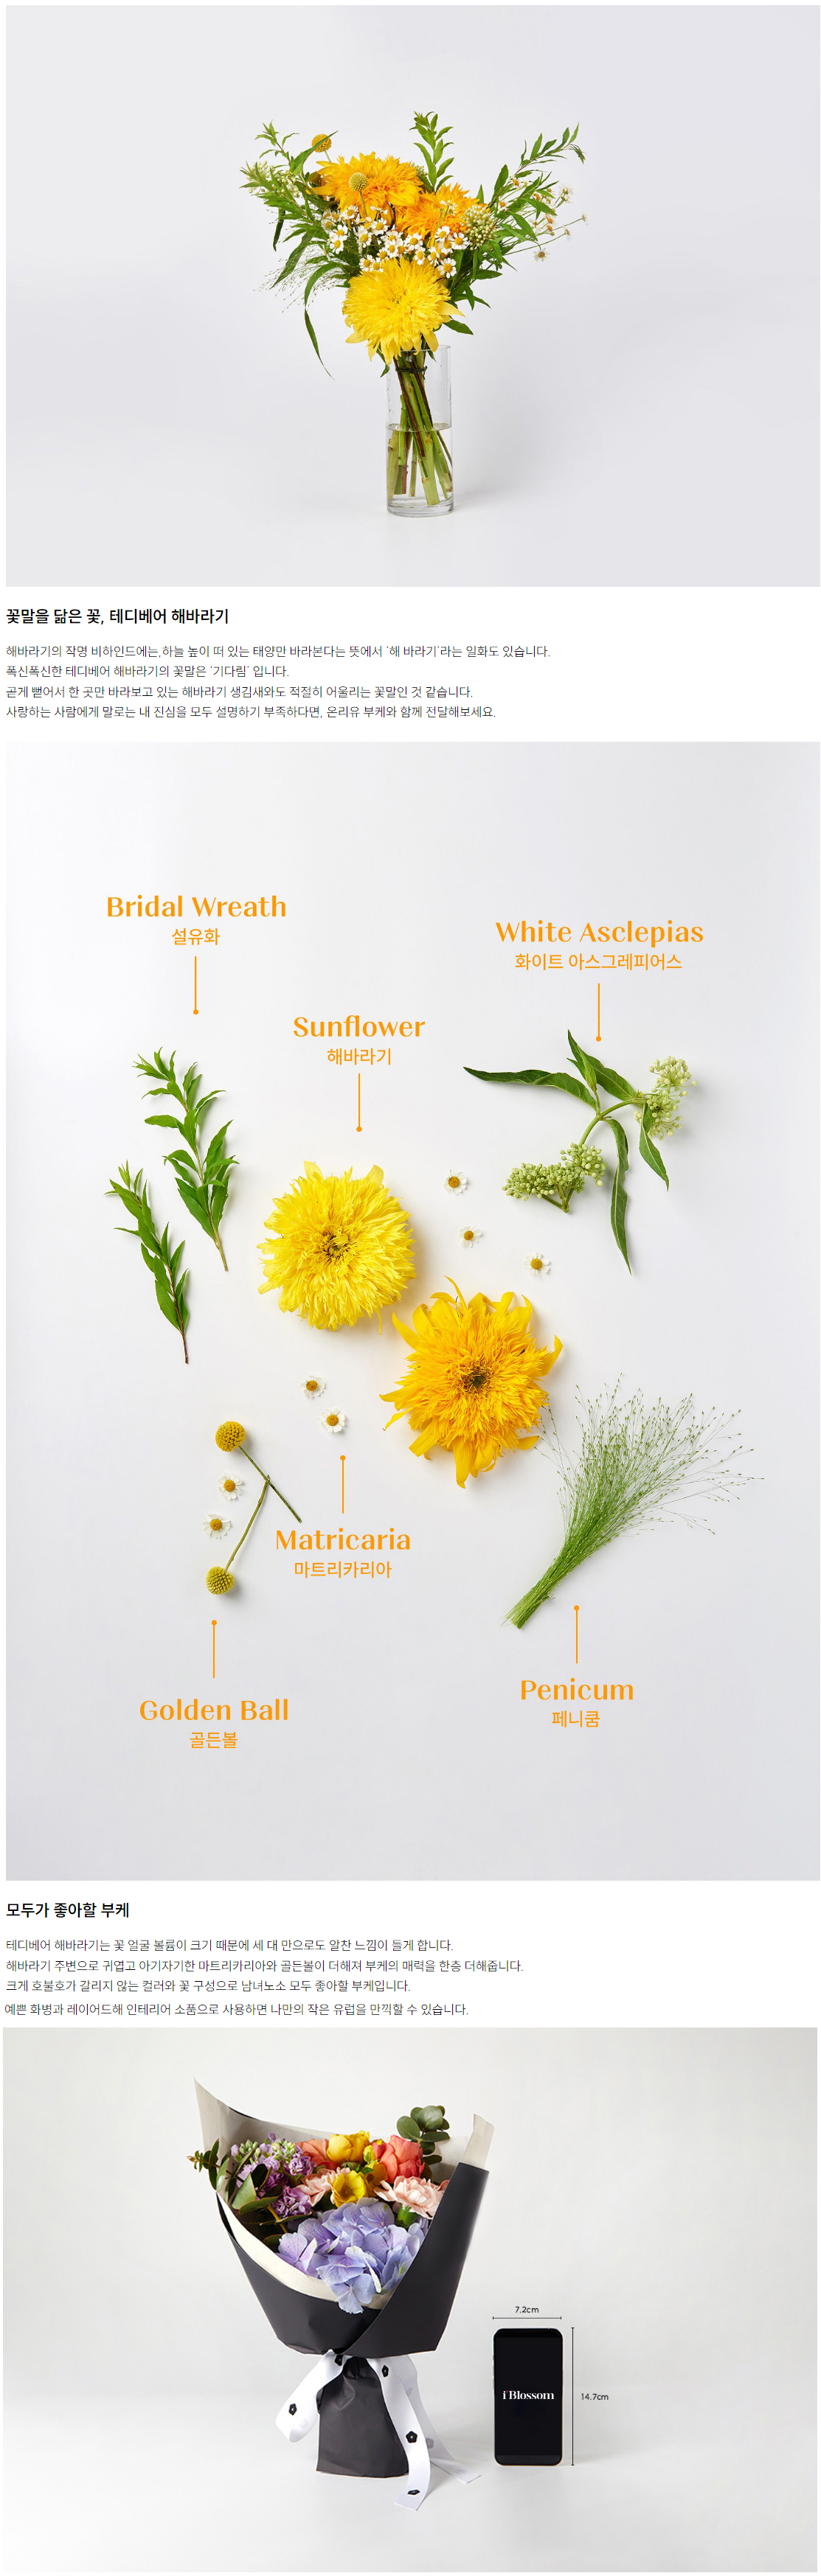 꽃말을 닮은 꽃, 테디베어 해바라기
해바라기의 작명 비하인드에는,하늘 높이 떠 있는 태양만 바라본다는 뜻에서 '해 바라기'라는 일화도 있습니다.
폭신폭신한 테디베어 해바라기의 꽃말은 '기다림' 입니다.
곧게 뻗어서 한 곳만 바라보고 있는 해바라기 생김새와도 적절히 어울리는 꽃말인 것 같습니다.
사랑하는 사람에게 말로는 내 진심을 모두 설명하기 부족하다면, 온리유 부케와 함께 전달해보세요.
Bridal Wreath
설유화
White Asclepias
화이트 아스그레피어스
Sunflower
해바라기
Matricaria
마트리카리아
Penicum
페니쿰
Golden Ball
골든볼
모두가 좋아할 부케
테디베어 해바라기는 꽃 얼굴 볼륨이 크기 때문에 세 대 만으로도 알찬 느낌이 들게 합니다.
해바라기 주변으로 귀엽고 아기자기한 마트리카리아와 골든볼이 더해져 부케의 매력을 한층 더해줍니다.
크게 호불호가 갈리지 않는 컬러와 꽃 구성으로 남녀노소 모두 좋아할 부케입니다.
예쁜 화병과 레이어드해 인테리어 소품으로 사용하면 나만의 작은 유럽을 만끽할 수 있습니다.
7.2cm
i'Blossom
14.7cm